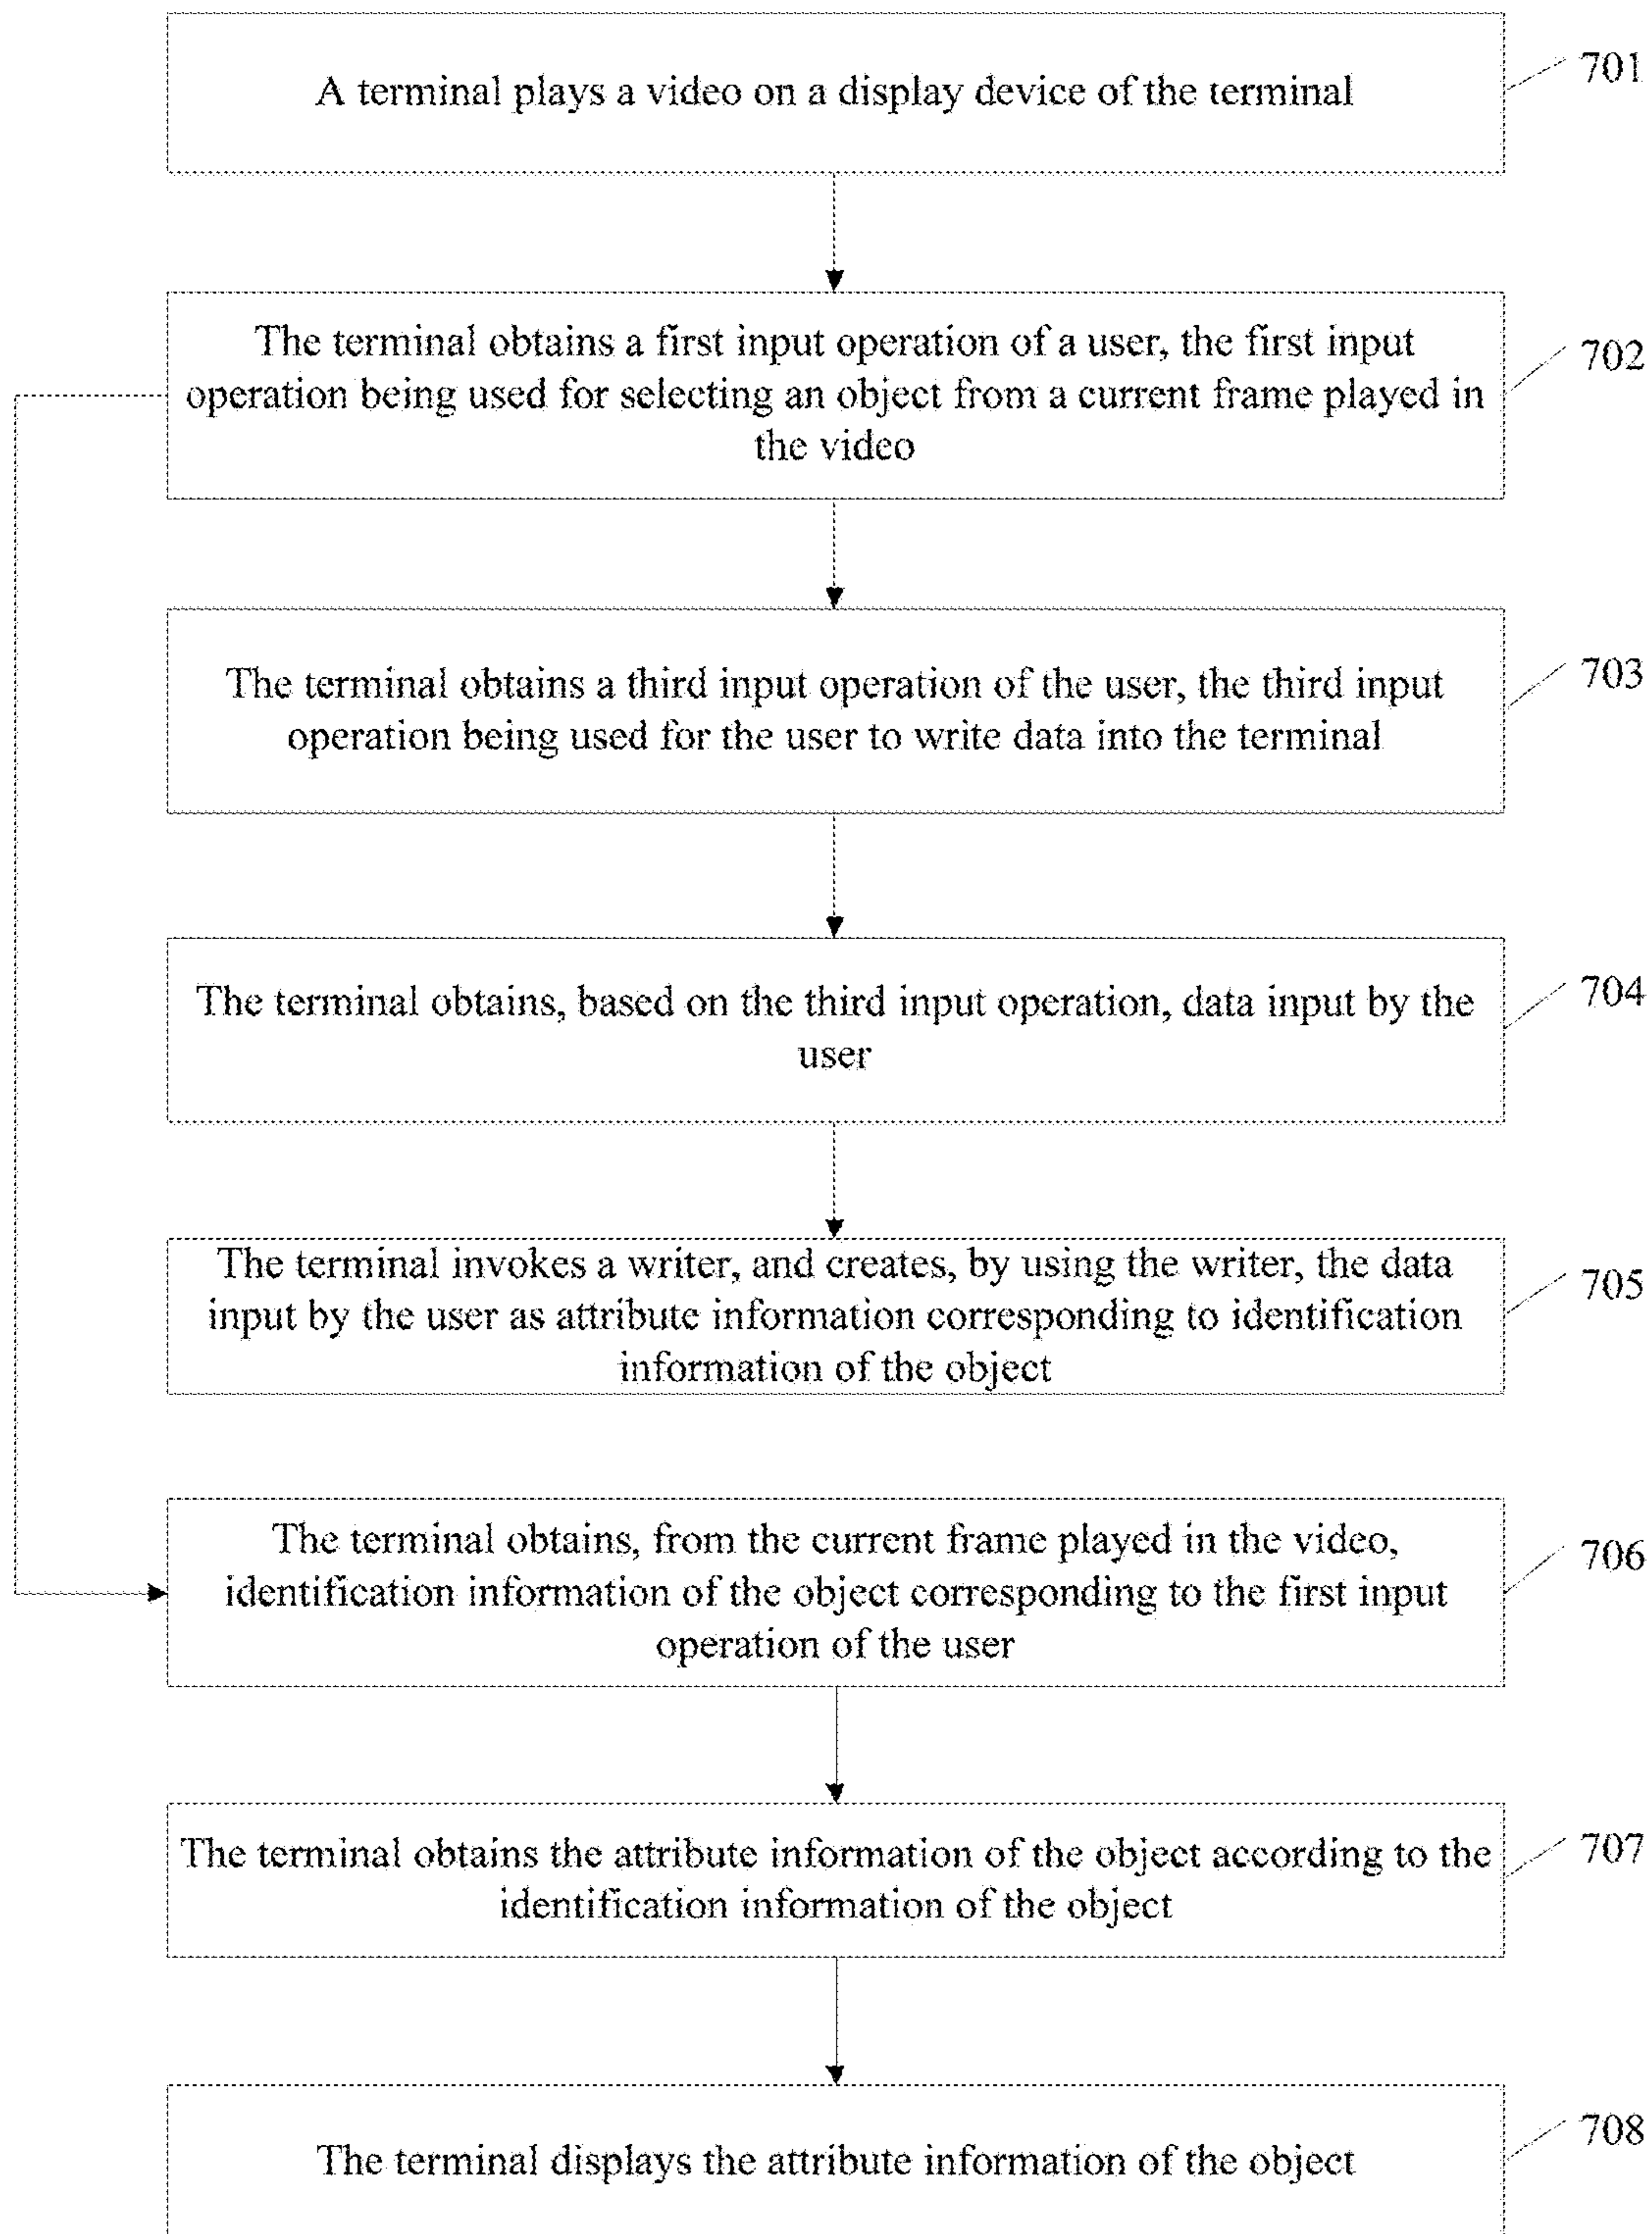 A terminal plays a video on a display device of the terminal
701
The terminal obtains a first input operation of a user, the first input
operation being used for selecting an object from a current frame played in
the video
702
The terminal obtains a third input operation of the user, the third input
operation being used for the user to write data into the terminal
703
The terminal obtains, based on the third input operation, data input by the
user
704
The terminal invokes a writer, and creates, by using the writer, the data
input by the user as attribute information corresponding to identification
information of the object
705
The terminal obtains, from the current frame played in the video,
identification information of the object corresponding to the first input
operation of the user
706
The terminal obtains the attribute information of the object according to the
identification information of the object
707
The terminal displays the attribute information of the object
708